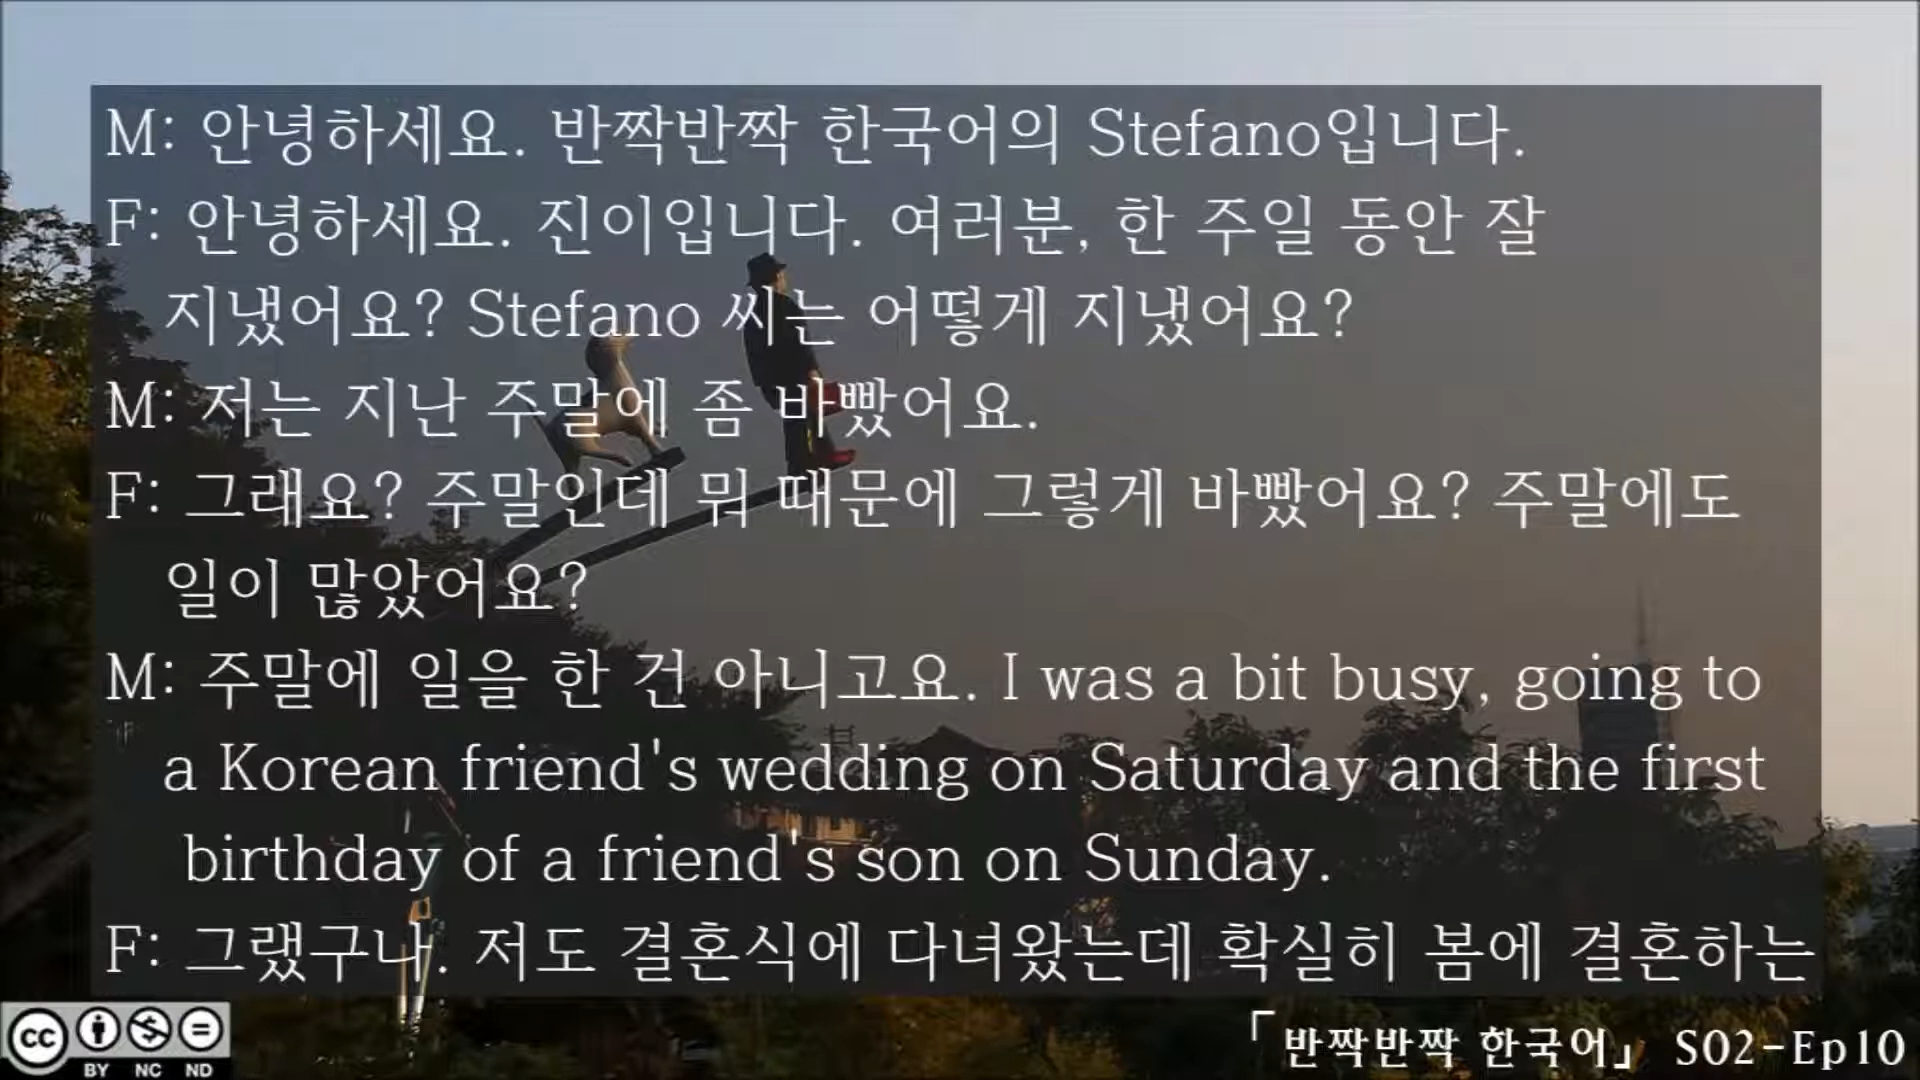 M: 안녕하세요. 반짝반짝 한국어의 Stefano입니다.
F: 안녕하세요. 진이입니다. 여러분, 한 주일 동안 잘
지냈어요? Stefano 씨는 어떻게 지냈어요?
M: 저는 지난 주말에 좀 바빴어요.
F: 그래요? 주말인데 뭐 때문에 그렇게 바빴어요? 주말에도
일이 많았어요?
M: 주말에 일을 한 건 아니고요. I was a bit busy, going to
a Korean friend's wedding on Saturday and the first
birthday of a friend's son on Sunday.
F: 그랬구나. 저도 결혼식에 다녀왔는데 확실히 봄에 결혼하는
cc BY NC ND
「반짝반짝 한국어」 S02-Ep10